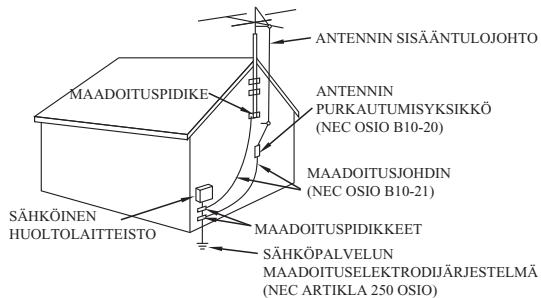 ANTENNIN SISÄÄNTULOJOHTO
MAADOITUSPIDIKE
ANTENNIN
PURKAUTUMISYKSIKKÖ
(NEC OSIO B10-20)
MAADOITUSJOHDIN
(NEC OSIO B10-21)
SÄHKÖINEN
HUOLTOLAITTEISTO
MAADOITUSPIDIKKEET
SÄHKÖPALVELUN
MAADOITUSELEKTRODIJÄRJESTELMÄ
(NEC ARTIKLA 250 OSIO)